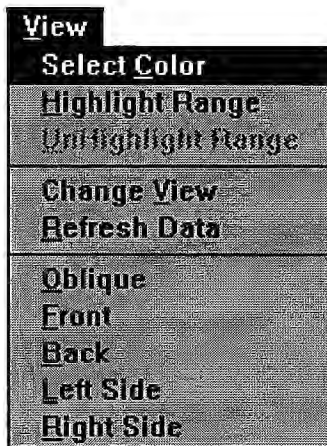 View
Select Color
Highlight Range
UnHighlight Range
Change View
Refresh Data
Oblique
Front
Back
Left Side
Right Side